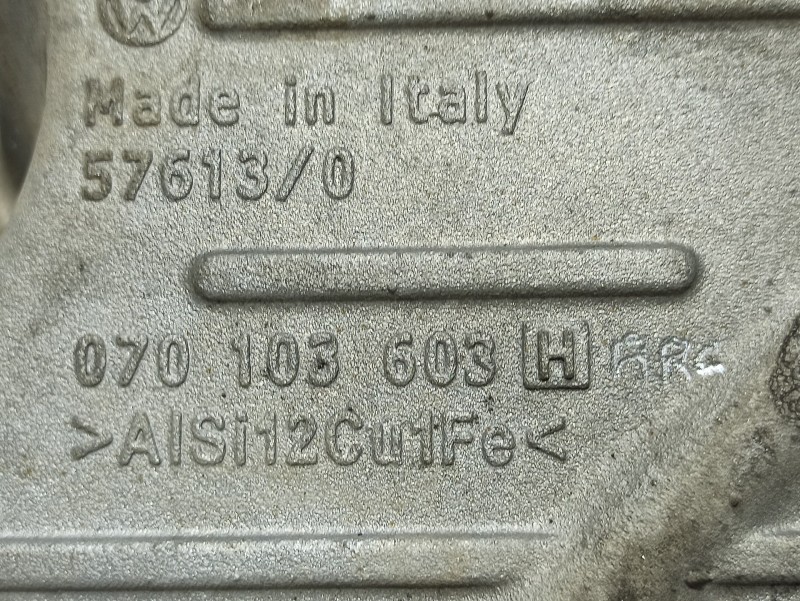 Made in Italy
57613/0
070 103 603 H
>AlSi12Cu1Fe<